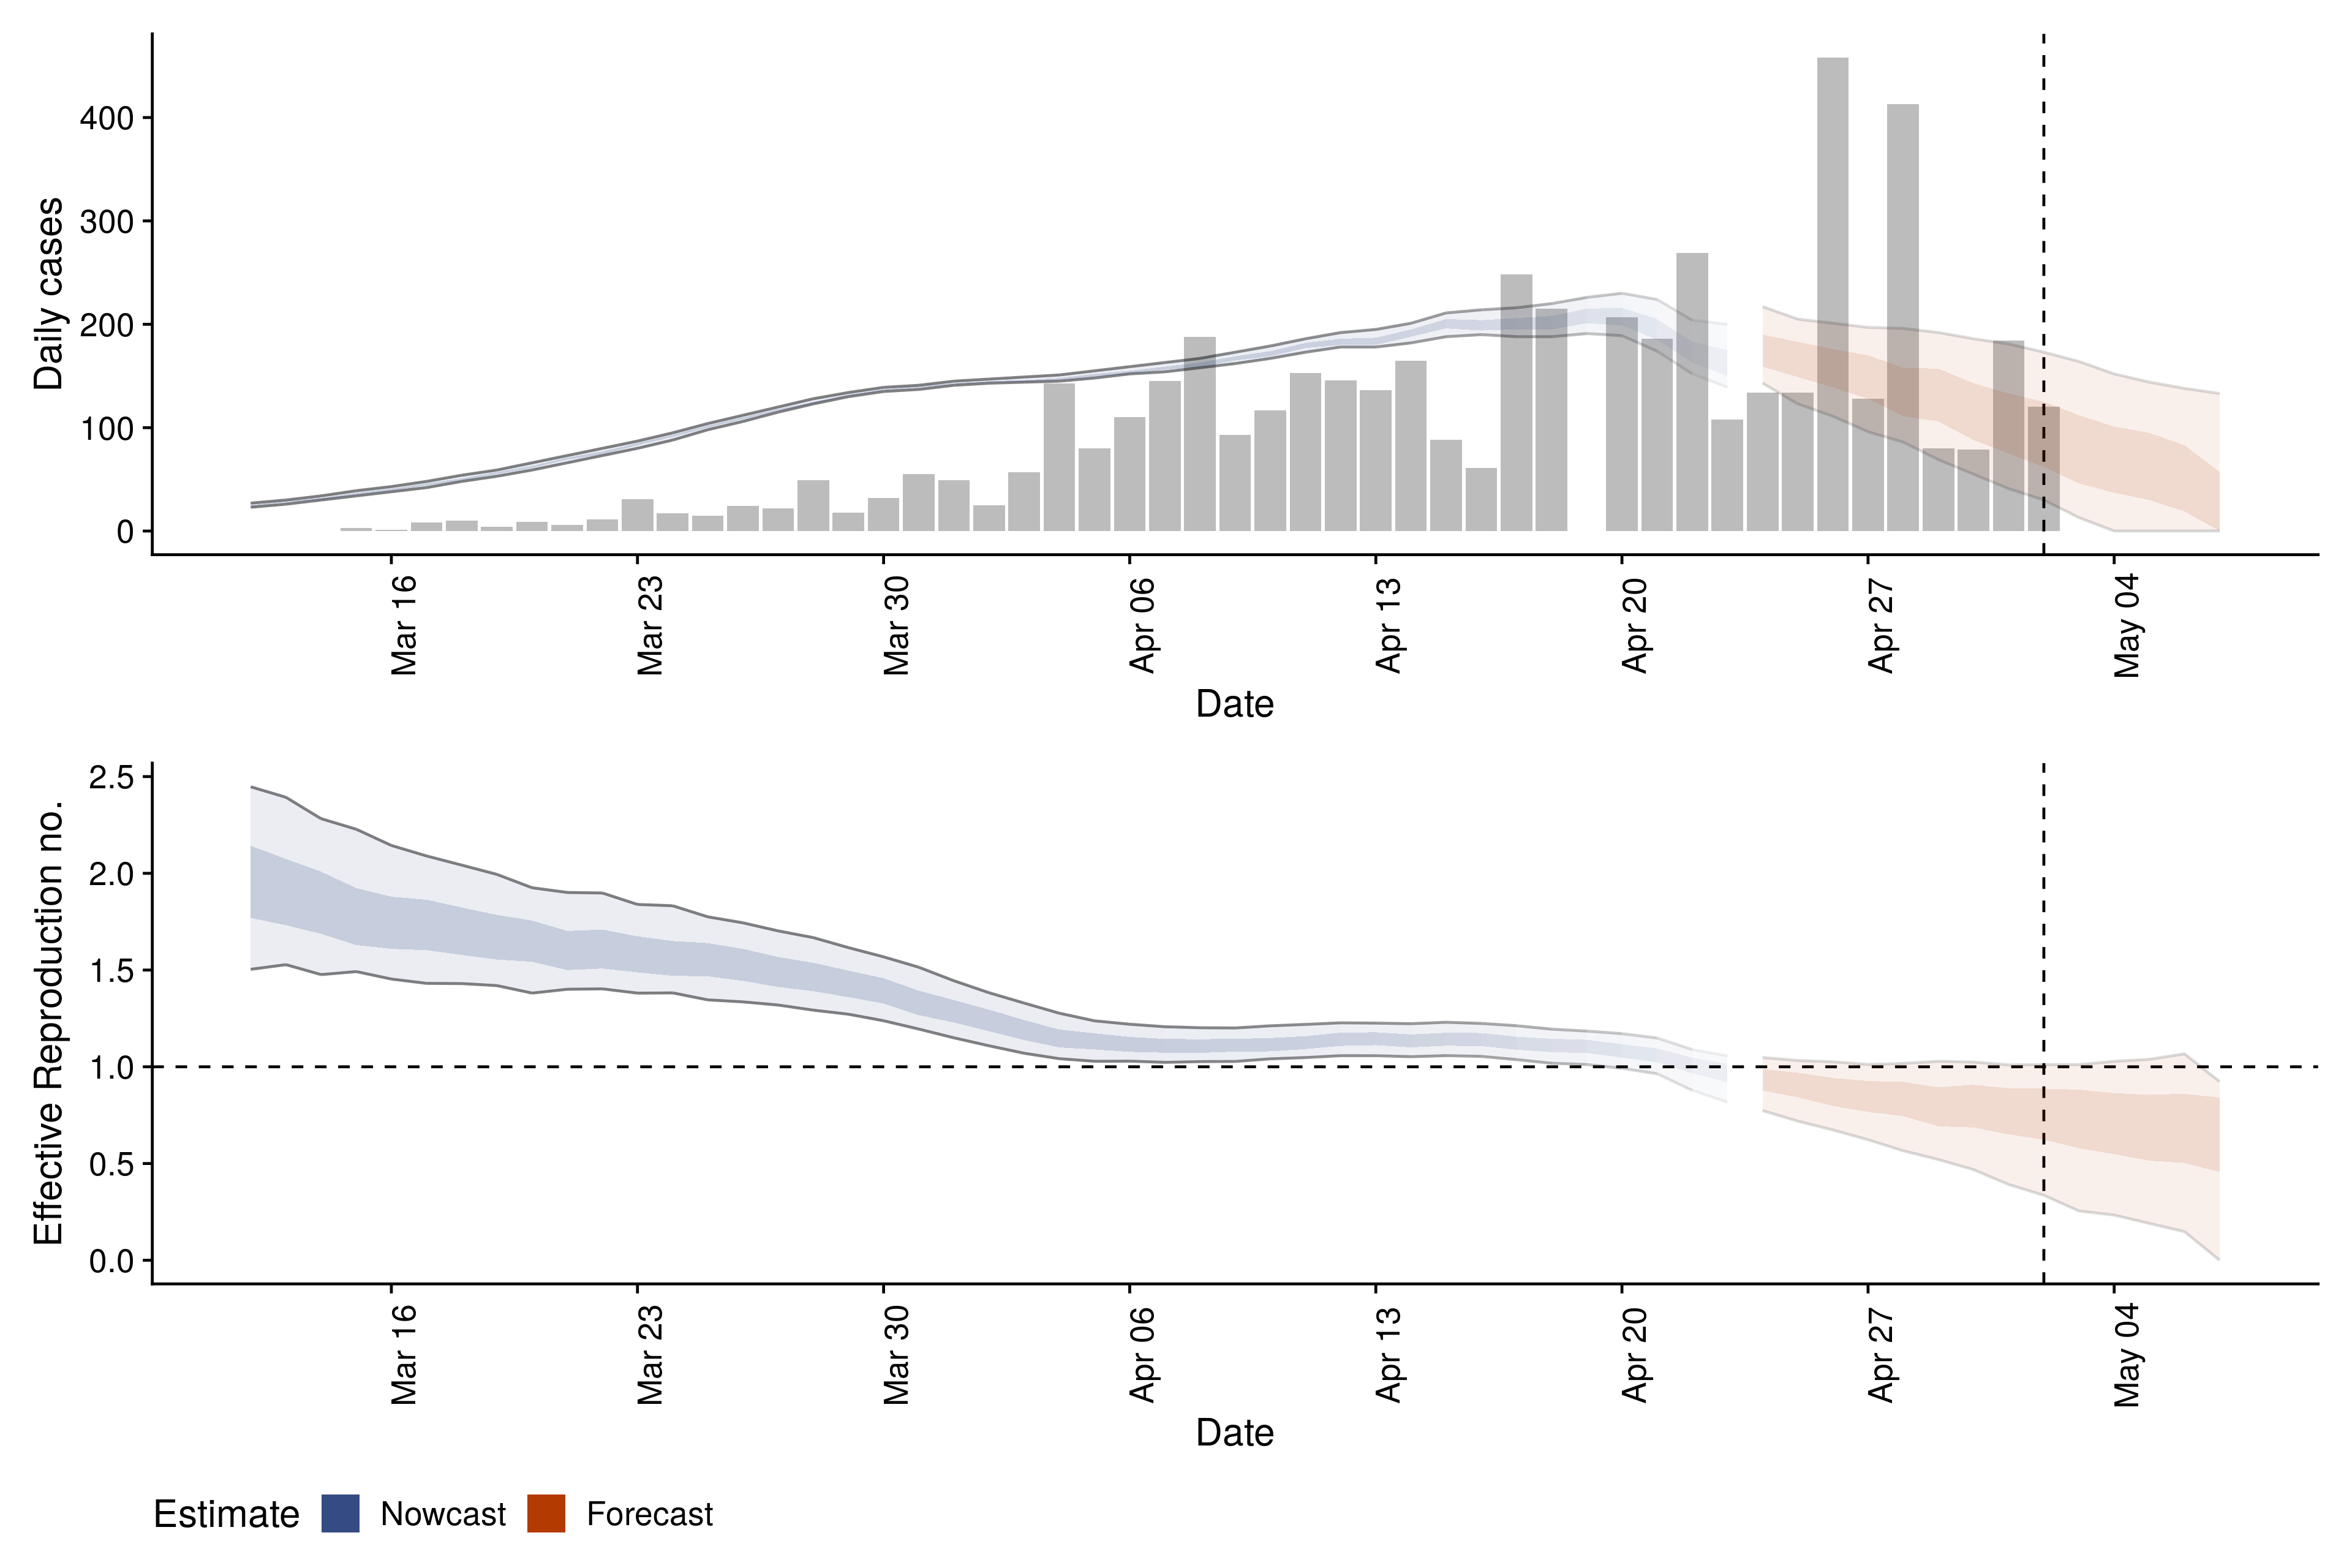 Daily cases
400
300
200
100
0
Mar 16
Mar 23
Mar 30
Apr 06
Apr 13
Apr 20
Apr 27
May 04
Date
Effective Reproduction no.
2.5
2.0
1.5
1.0
0.5
0.0
Mar 16
Mar 23
Mar 30
Apr 06
Apr 13
Apr 20
Apr 27
May 04
Date
Estimate Nowcast Forecast